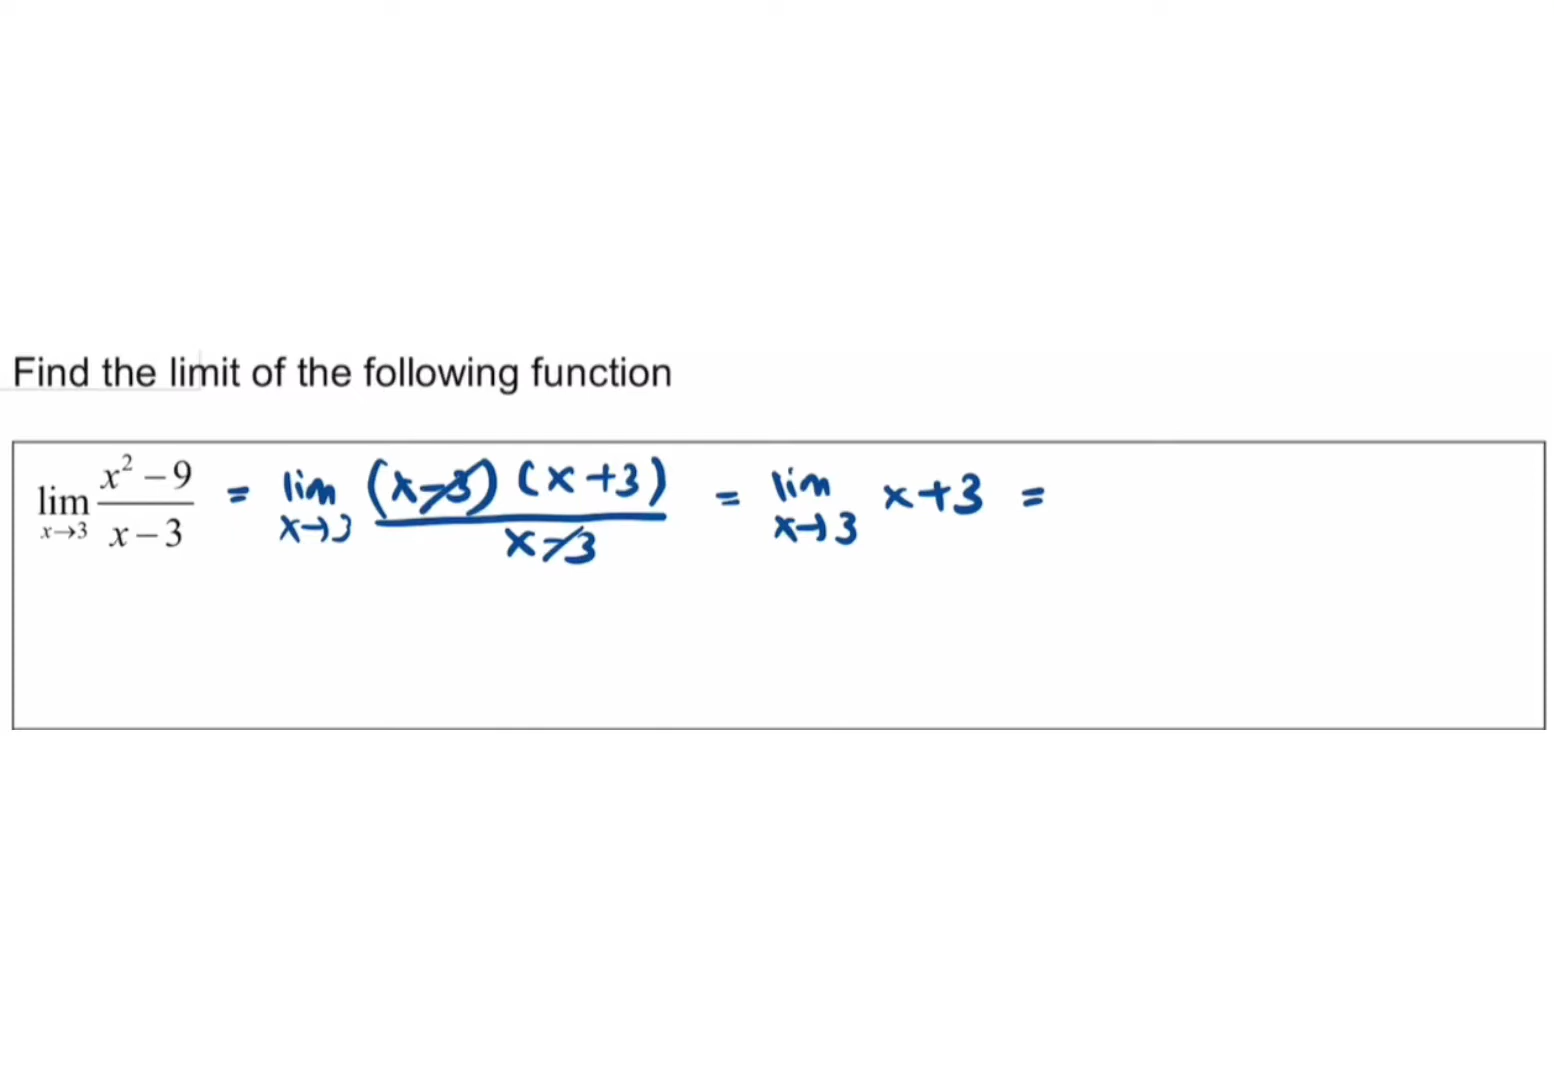 Find the limit of the following function
lim x→3 (x² − 9)/(x − 3) = lim x→3 ((x−3)(x+3))/(x−3) = lim x→3 x+3 =